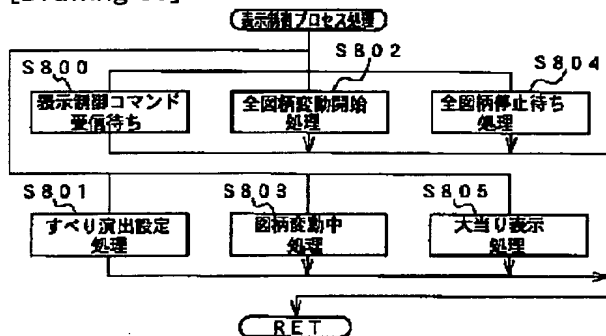 表示制御プロセス処理
S800
S802
S804
表示制御コマンド
受信待ち
全図柄変動開始
処理
全図柄停止待ち
処理
S801
S803
S805
すべり演出設定
処理
図柄変動中
処理
大当り表示
処理
RET